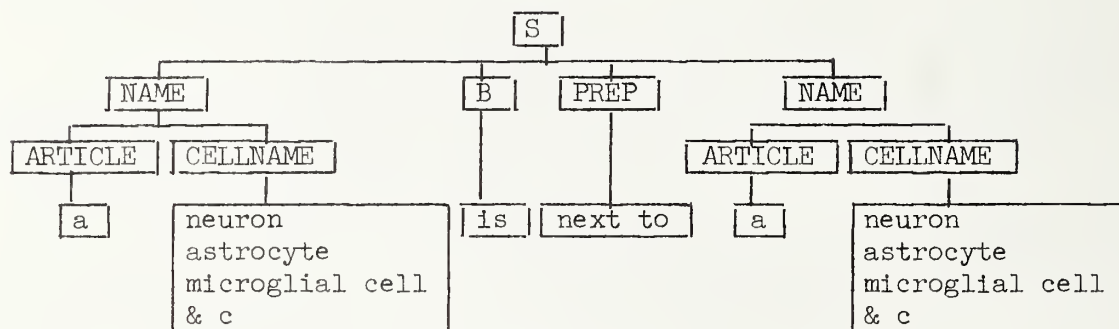 S
NAME B PREP NAME
ARTICLE CELLNAME ARTICLE CELLNAME
a neuron is next to a neuron
astrocyte astrocyte
microglial cell microglial cell
& c & c